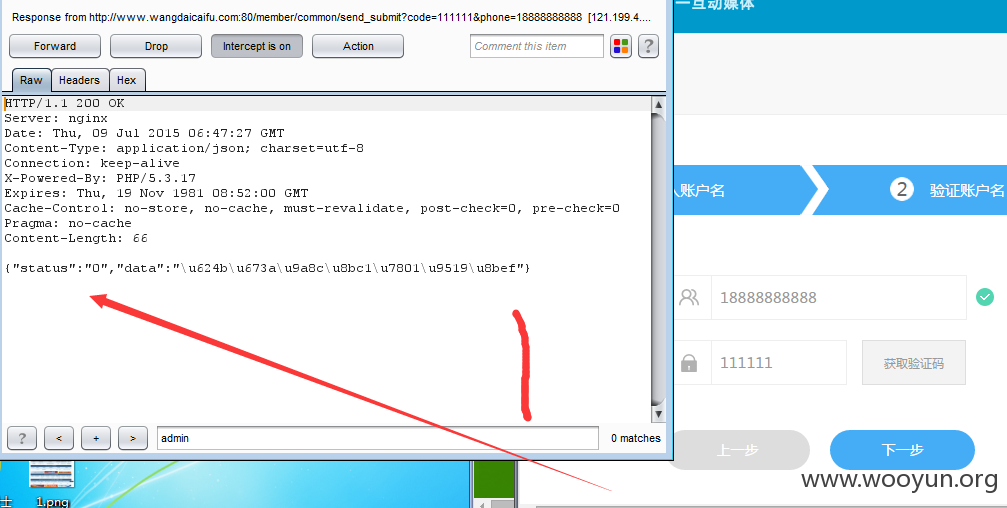 Response from http://www.wangdaicaifu.com:80/member/common/send_submit?code=111111&phone=18888888888 [121.199.4....
Forward
Drop
Intercept is on
Action
Comment this item
?
Raw
Headers
Hex
HTTP/1.1 200 OK
Server: nginx
Date: Thu, 09 Jul 2015 06:47:27 GMT
Content-Type: application/json; charset=utf-8
Connection: keep-alive
X-Powered-By: PHP/5.3.17
Expires: Thu, 19 Nov 1981 08:52:00 GMT
Cache-Control: no-store, no-cache, must-revalidate, post-check=0, pre-check=0
Pragma: no-cache
Content-Length: 66
{"status":"0","data":"\u624b\u673a\u9a8c\u8bc1\u7801\u9519\u8bef"}
?
<
+
>
admin
0 matches
士
1.png
一互动媒体
账户名
2
验证账户名
18888888888
111111
获取验证码
上一步
下一步
www.wooyun.org